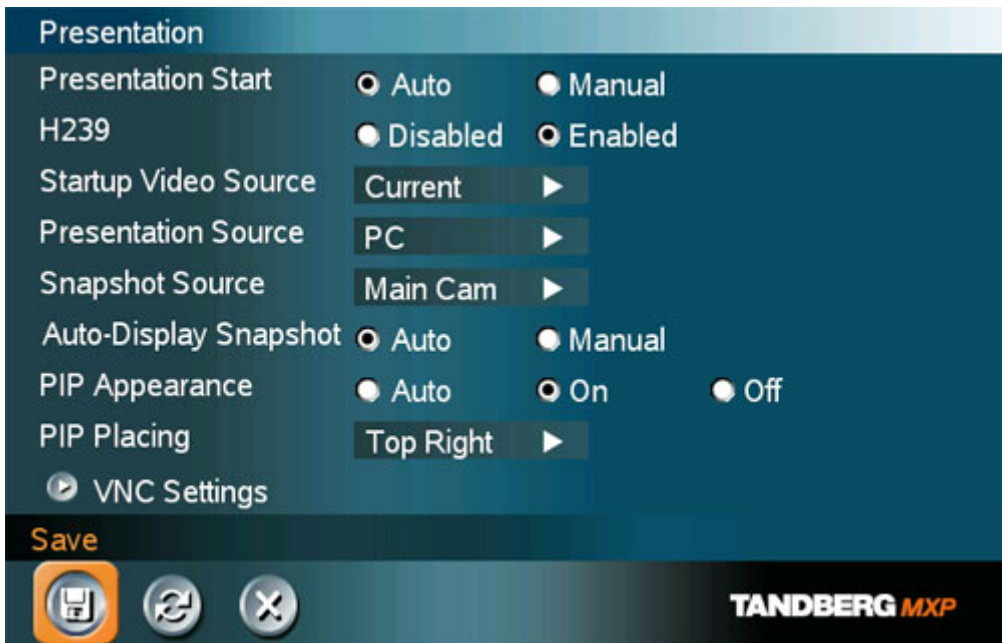 Presentation
Presentation Start Auto Manual
H239 Disabled Enabled
Startup Video Source Current
Presentation Source PC
Snapshot Source Main Cam
Auto-Display Snapshot Auto Manual
PIP Appearance Auto On Off
PIP Placing Top Right
VNC Settings
Save
TANDBERG MXP